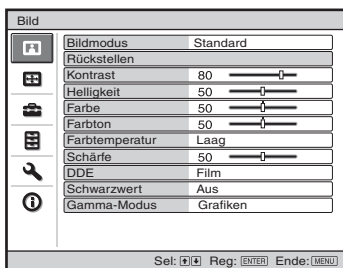 Bild
Bildmodus Standard
Rückstellen
Kontrast 80
Helligkeit 50
Farbe 50
Farbton 50
Farbtemperatur Laag
Schärfe 50
DDE Film
Schwarzwert Aus
Gamma-Modus Grafiken
Sel: Reg: ENTER Ende: MENU